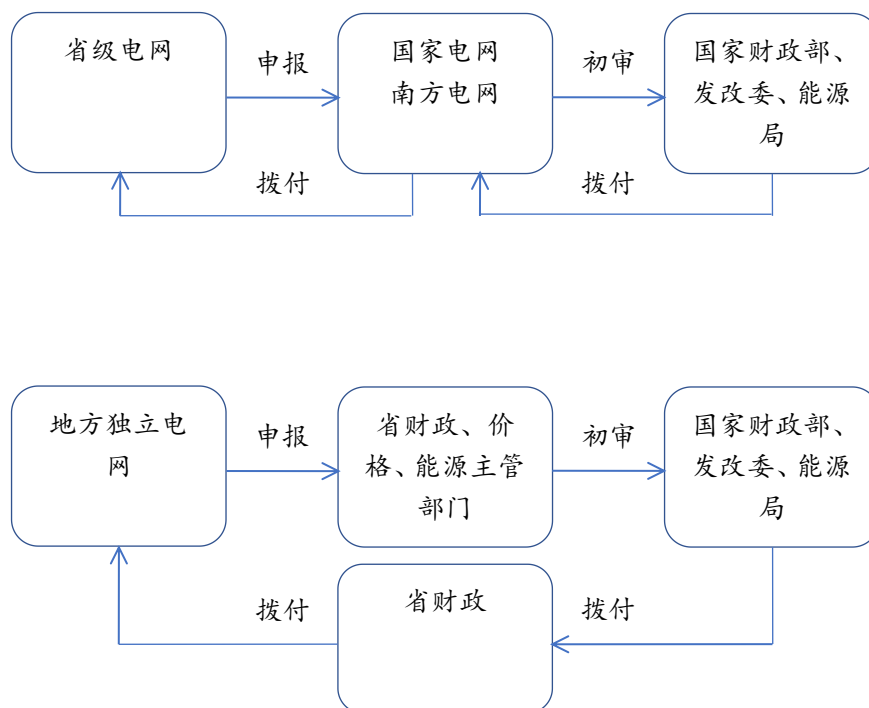 省级电网
申报
国家电网
南方电网
初审
国家财政部、
发改委、能源
局
拨付
拨付
地方独立电
网
申报
省财政、价
格、能源主管
部门
初审
国家财政部、
发改委、能源
局
拨付
省财政
拨付